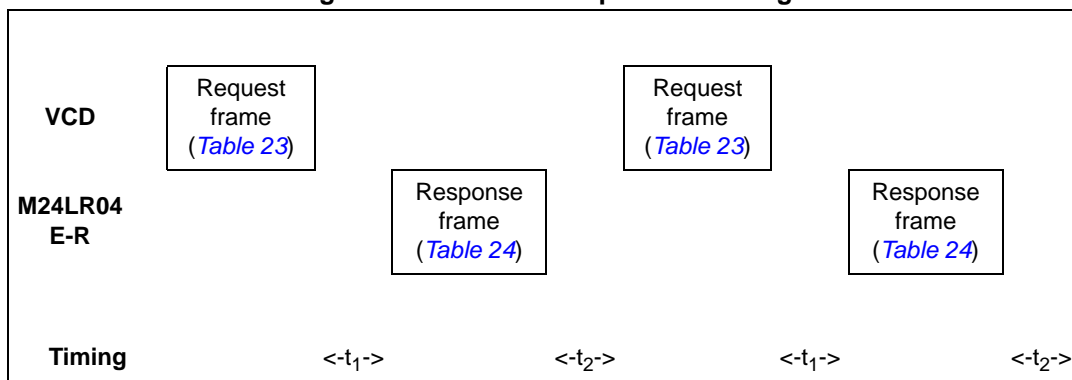 VCD
Request
frame
(Table 23)
Request
frame
(Table 23)
M24LR04
E-R
Response
frame
(Table 24)
Response
frame
(Table 24)
Timing <-t1-> <-t2-> <-t1-> <-t2->